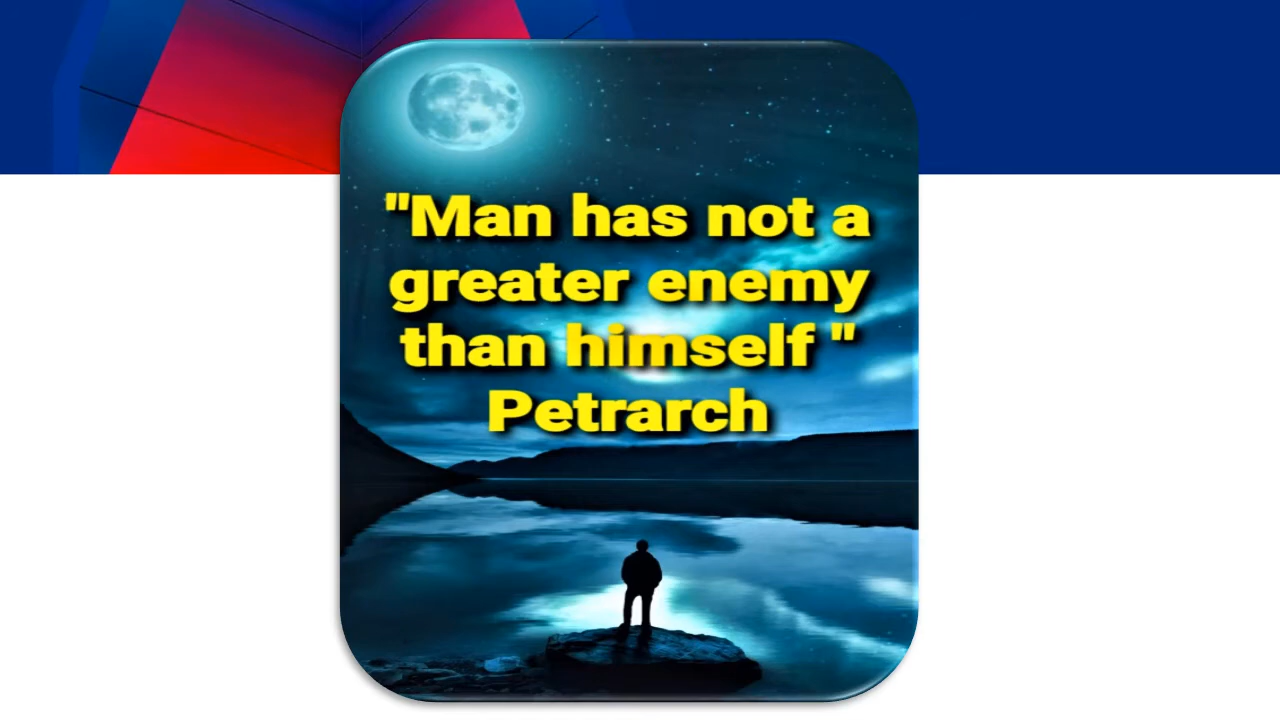 "Man has not a
greater enemy
than himself "
Petrarch